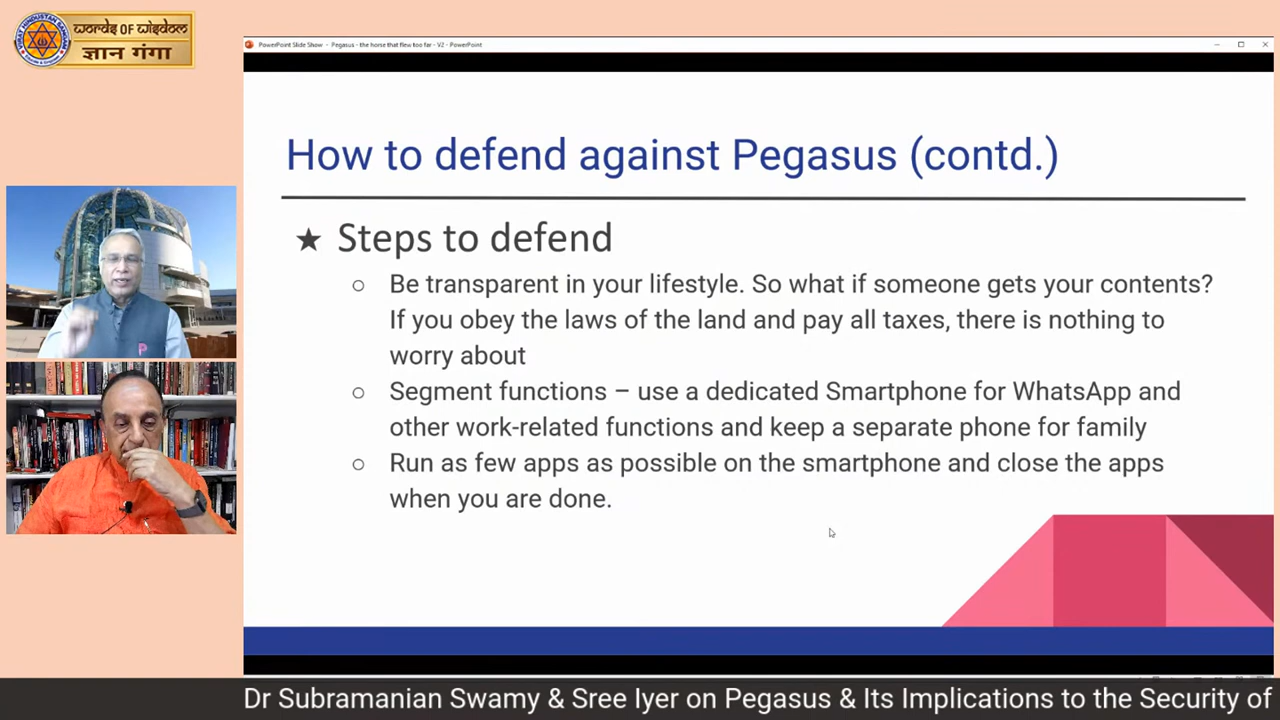 WORDS OF WISDOM
ज्ञान गंगा
PowerPoint Slide Show - Pegasus - the horse that flew too far - V2 - PowerPoint
How to defend against Pegasus (contd.)
★ Steps to defend
○ Be transparent in your lifestyle. So what if someone gets your contents?
If you obey the laws of the land and pay all taxes, there is nothing to
worry about
○ Segment functions – use a dedicated Smartphone for WhatsApp and
other work-related functions and keep a separate phone for family
○ Run as few apps as possible on the smartphone and close the apps
when you are done.
Dr Subramanian Swamy & Sree Iyer on Pegasus & Its Implications to the Security of